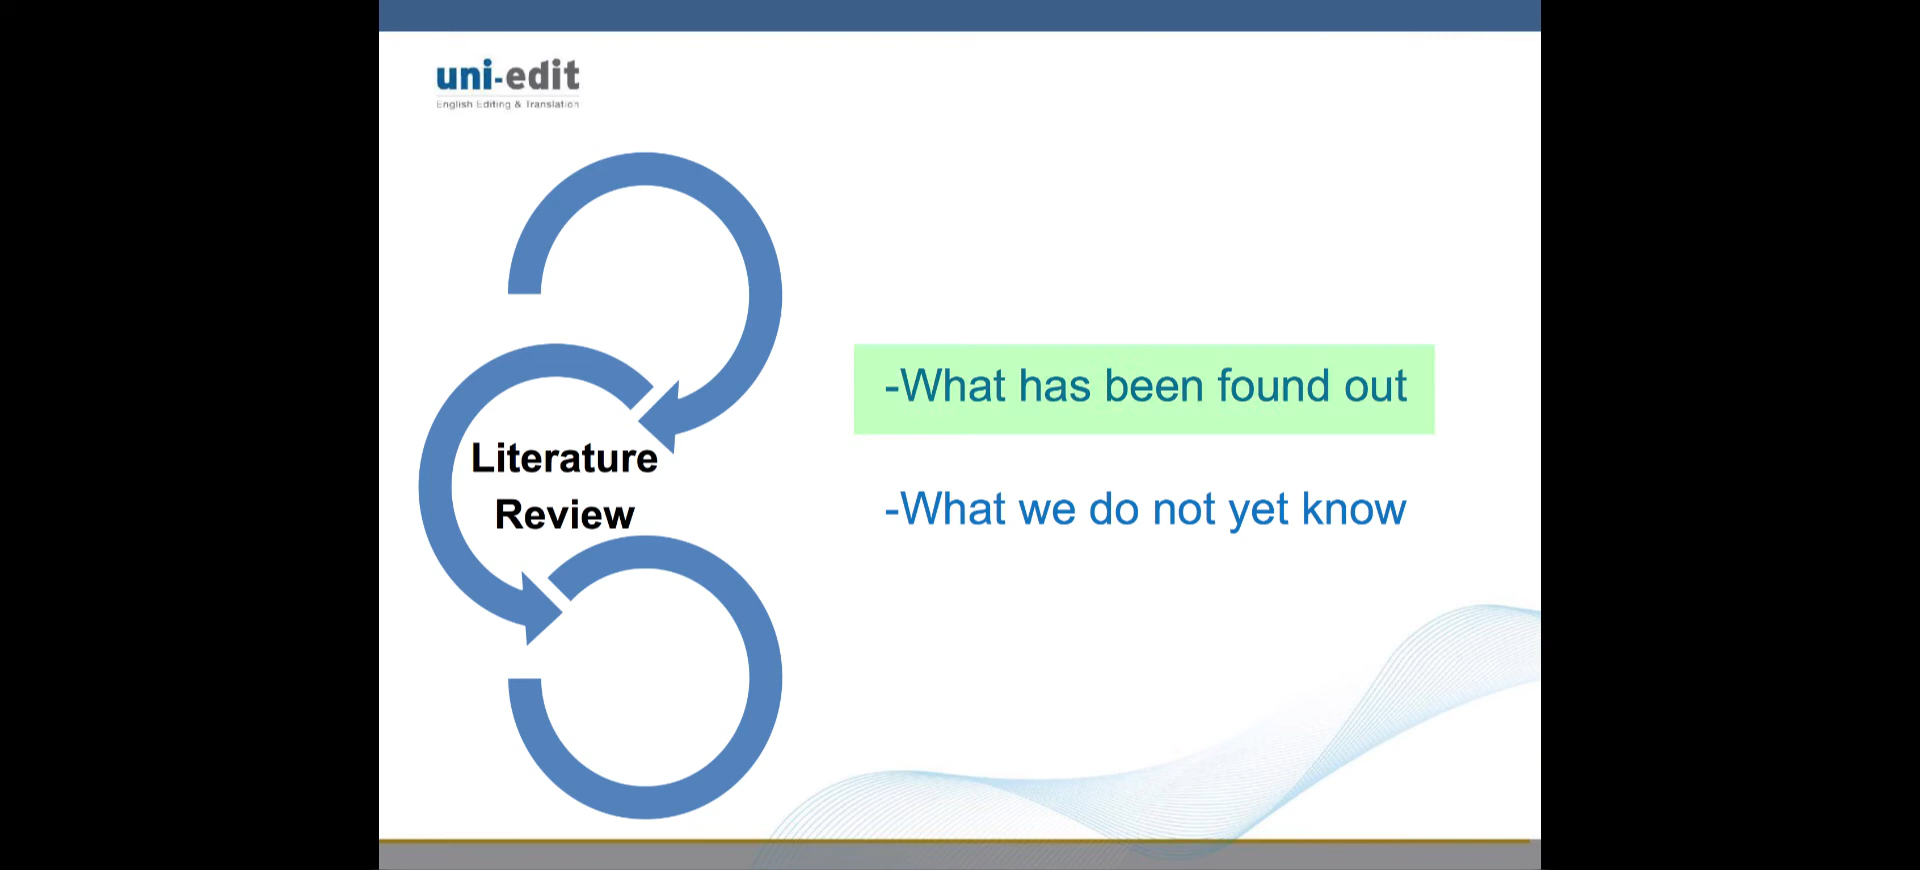 uni-edit
English Editing & Translation
Literature
Review
-What has been found out
-What we do not yet know